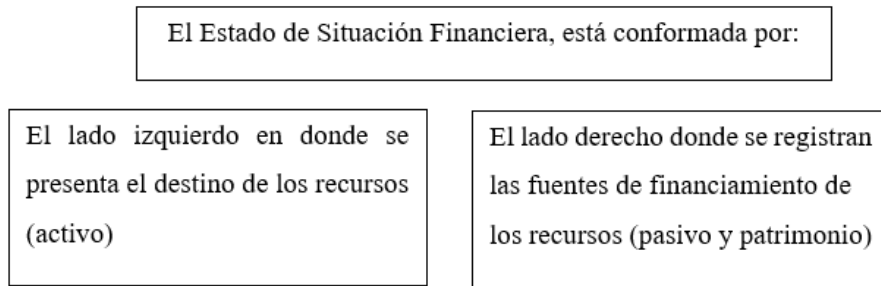 El Estado de Situación Financiera, está conformada por:
El lado izquierdo en donde se
presenta el destino de los recursos
(activo)
El lado derecho donde se registran
las fuentes de financiamiento de
los recursos (pasivo y patrimonio)